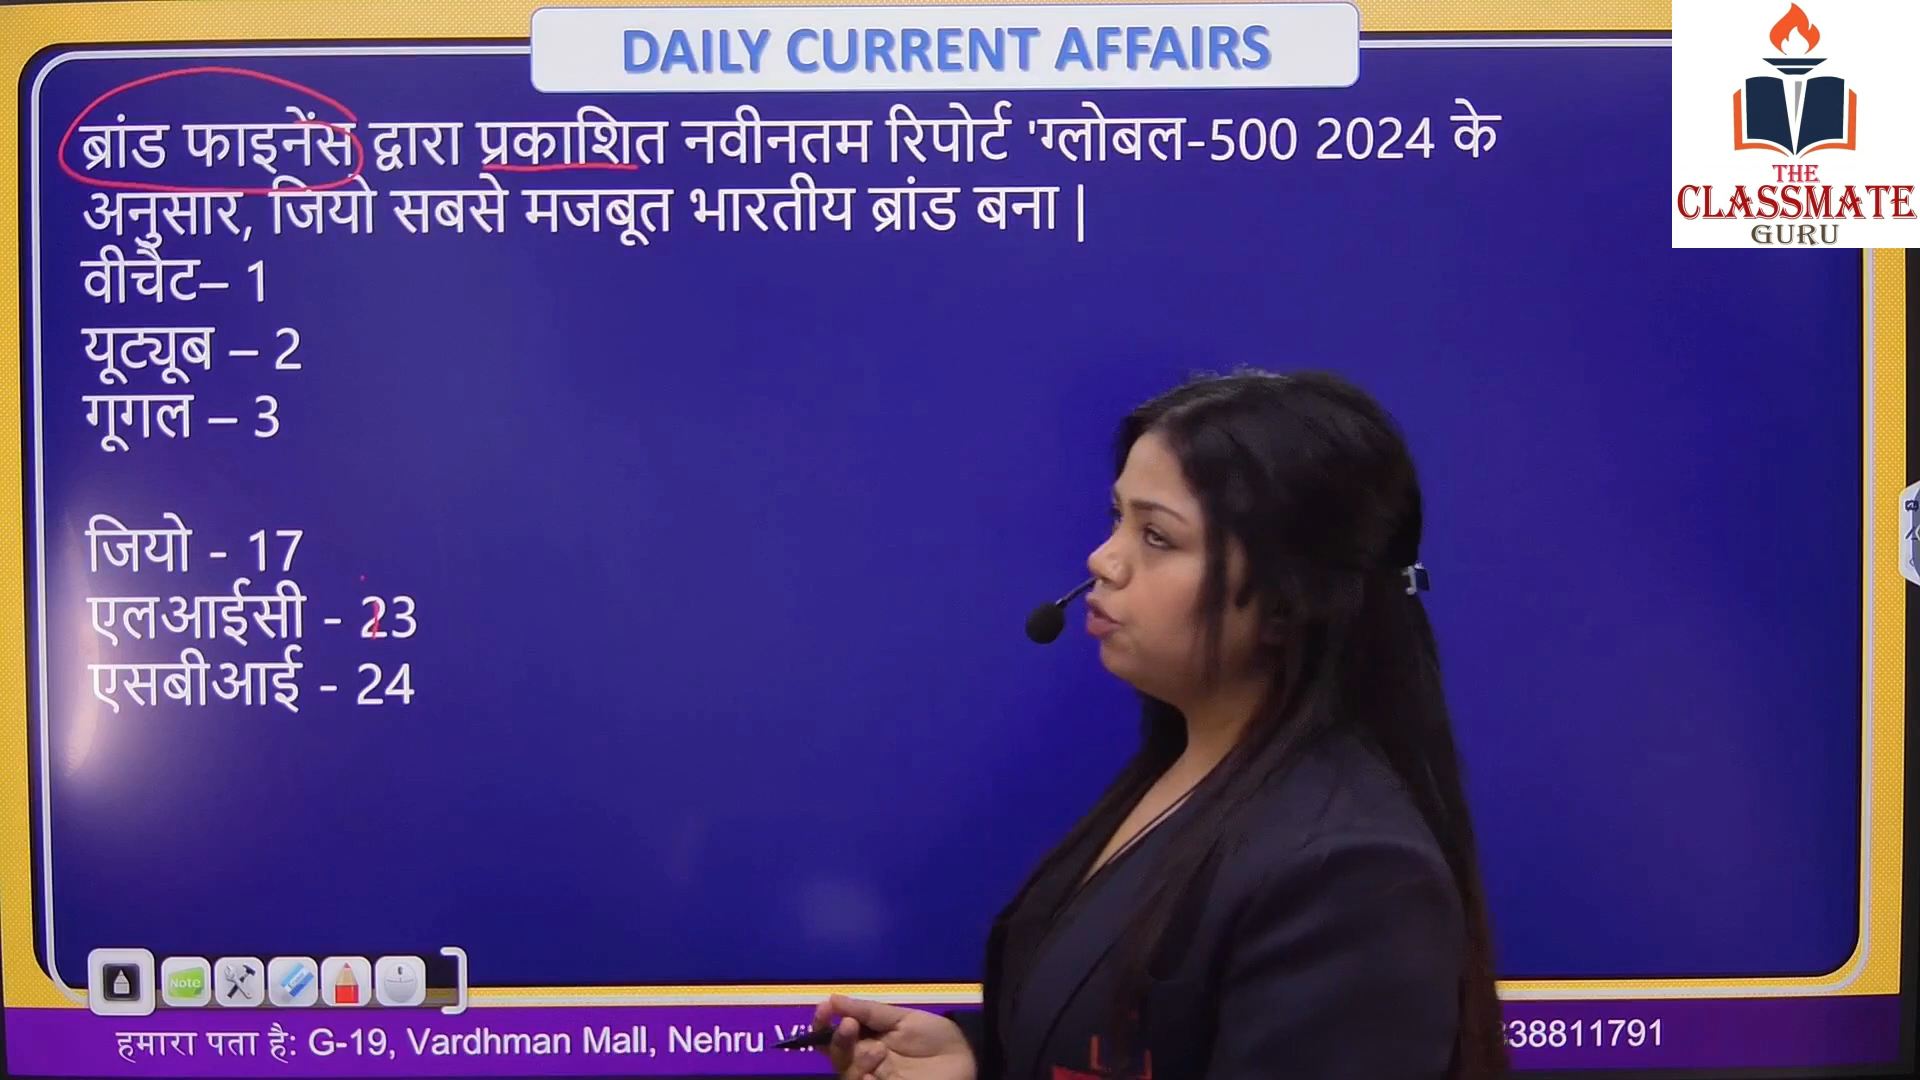 DAILY CURRENT AFFAIRS
THE
CLASSMATE
GURU
ब्रांड फाइनेंस द्वारा प्रकाशित नवीनतम रिपोर्ट 'ग्लोबल-500 2024 के
अनुसार, जियो सबसे मजबूत भारतीय ब्रांड बना |
वीचैट– 1
यूट्यूब – 2
गूगल – 3
जियो - 17
एलआईसी - 23
एसबीआई - 24
Note
हमारा पता है: G-19, Vardhman Mall, Nehru 38811791